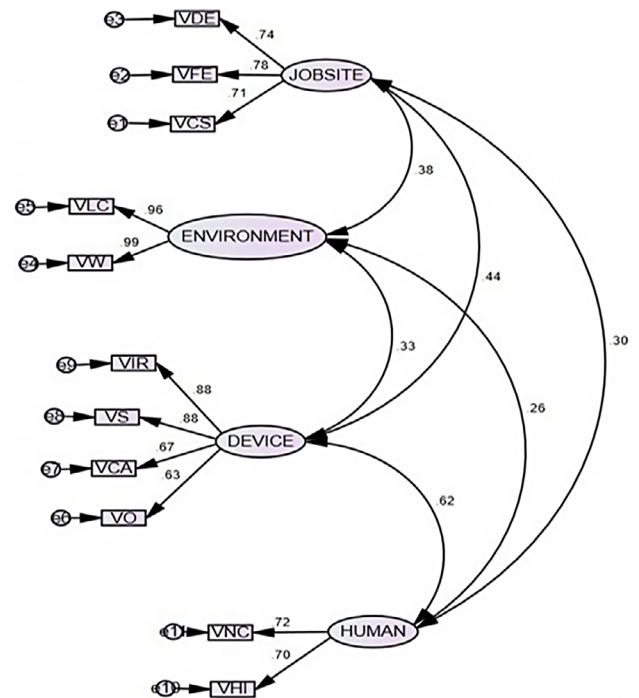 e3 VDE .74
e2 VFE .78 JOBSITE
e1 VCS .71
.38
e5 VLC .96
ENVIRONMENT
e4 VW .99
.44
.33
.30
e9 VIR .88
.26
e8 VS .88
DEVICE
e7 VCA .67
.63
e6 VO
.62
e11 VNC .72 HUMAN
.70
e10 VHI